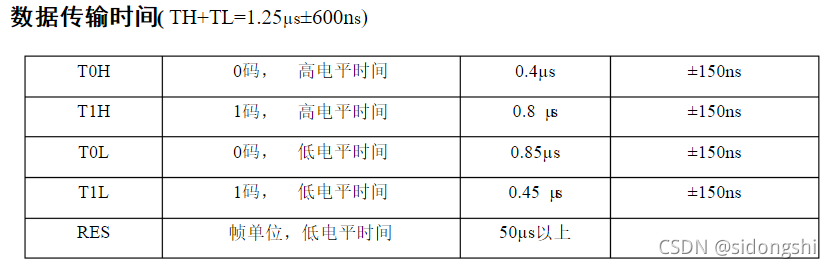 数据传输时间( TH+TL=1.25μs±600ns)
T0H 0码， 高电平时间 0.4μs ±150ns
T1H 1码， 高电平时间 0.8 μs ±150ns
T0L 0码， 低电平时间 0.85μs ±150ns
T1L 1码， 低电平时间 0.45 μs ±150ns
RES 帧单位，低电平时间 50μs以上
CSDN @sidongshi